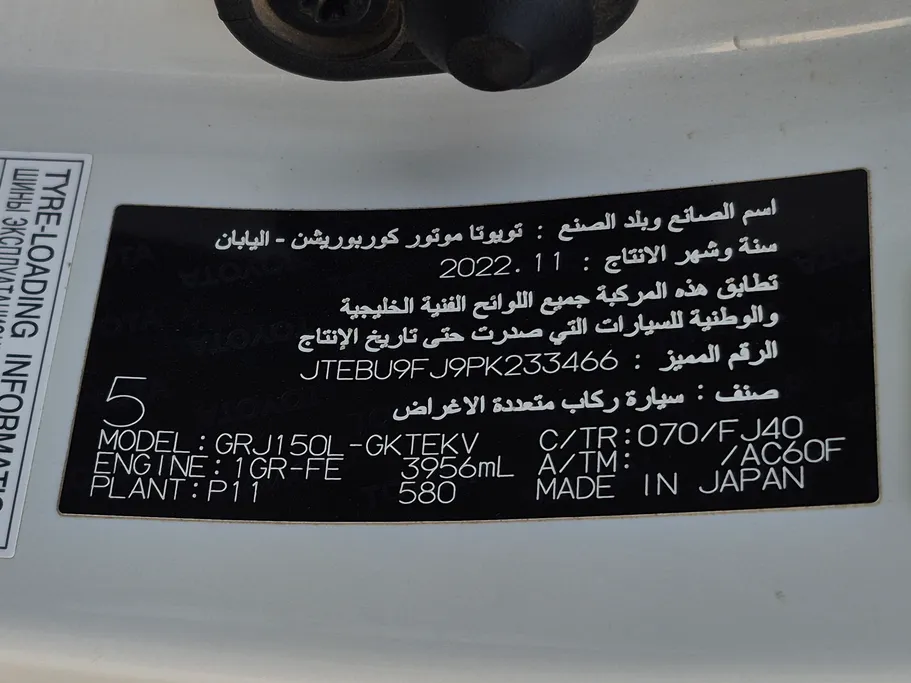 TYRE-LOADING INFORMATIO
ШИНЫ ЭКСПЛУАТАЦИОН
اسم الصانع وبلد الصنع : تويوتا موتور كوربوريشن - اليابان
سنة وشهر الانتاج : 2022.11
تطابق هذه المركبة جميع اللوائح الفنية الخليجية
والوطنية للسيارات التي صدرت حتى تاريخ الإنتاج
الرقم المميز : JTEBU9FJ9PK233466
صنف : سيارة ركاب متعددة الاغراض
5
MODEL:GRJ150L-GKTEKV C/TR:070/FJ40
ENGINE:1GR-FE 3956mL A/TM: /AC60F
PLANT:P11 580 MADE IN JAPAN